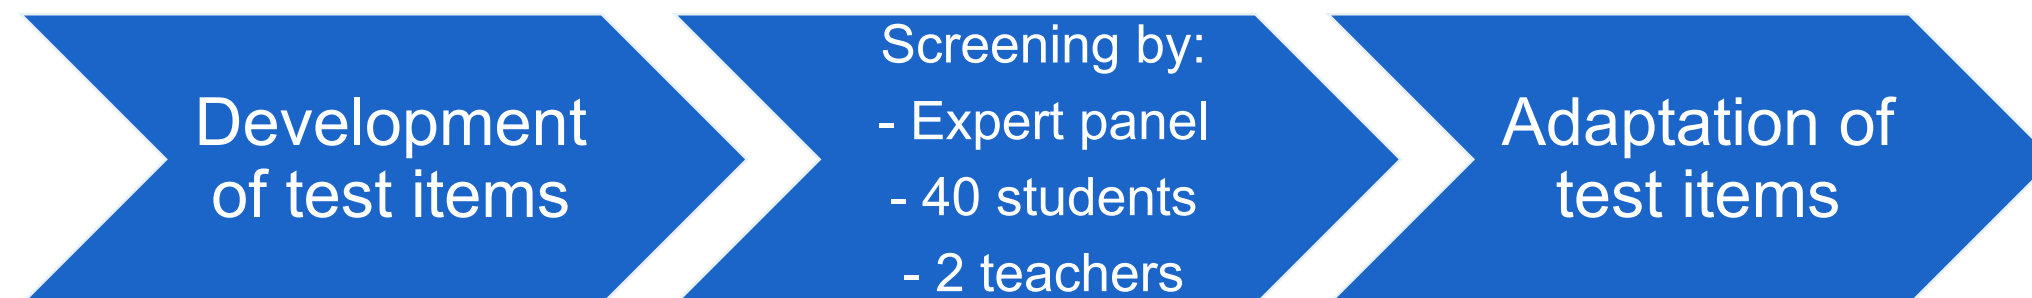 Development
of test items
Screening by:
- Expert panel
- 40 students
- 2 teachers
Adaptation of
test items